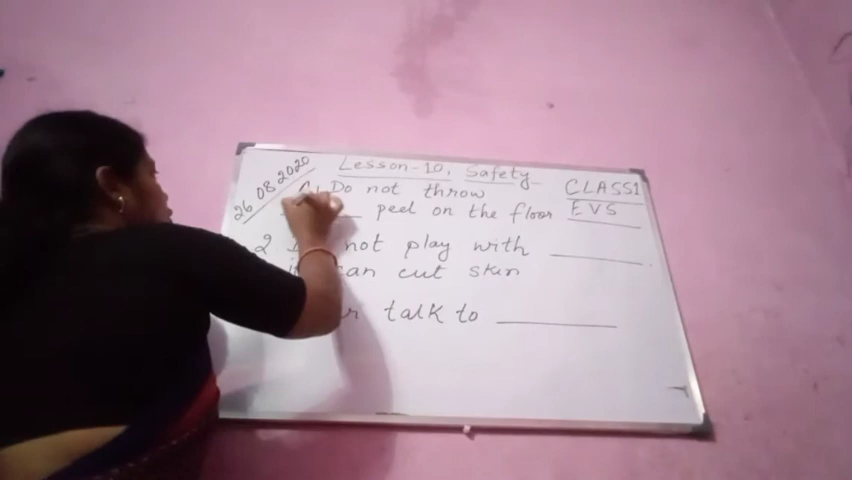 26 08 2020
Lesson-10, Safety
CLASS1
EVS
Do not throw
peel on the floor
2 not play with
can cut skin
talk to